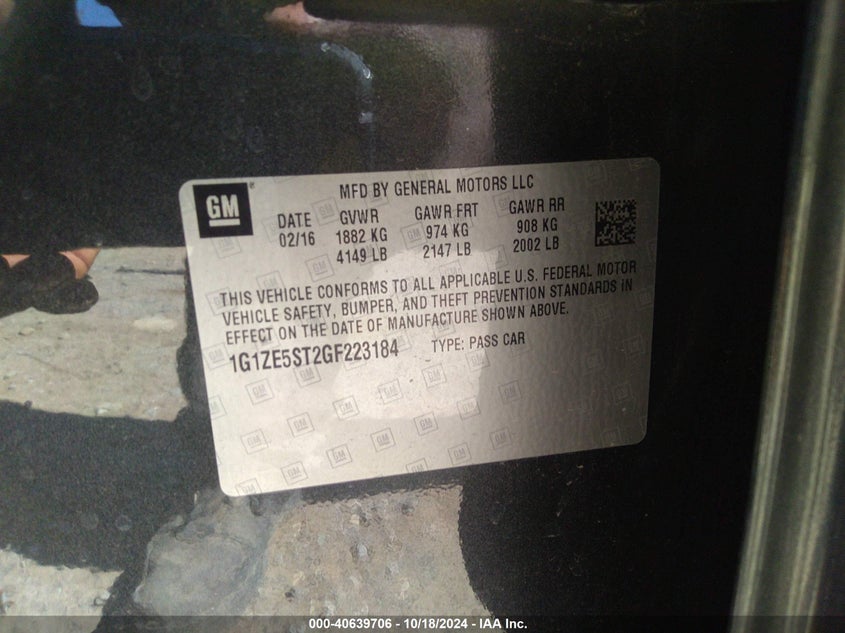 GM
MFD BY GENERAL MOTORS LLC
DATE GVWR GAWR FRT GAWR RR
02/16 1882 KG 974 KG 908 KG
4149 LB 2147 LB 2002 LB
THIS VEHICLE CONFORMS TO ALL APPLICABLE U.S. FEDERAL MOTOR
VEHICLE SAFETY, BUMPER, AND THEFT PREVENTION STANDARDS IN
EFFECT ON THE DATE OF MANUFACTURE SHOWN ABOVE.
1G1ZE5ST2GF223184 TYPE: PASS CAR
000-40639706 - 10/18/2024 - IAA Inc.